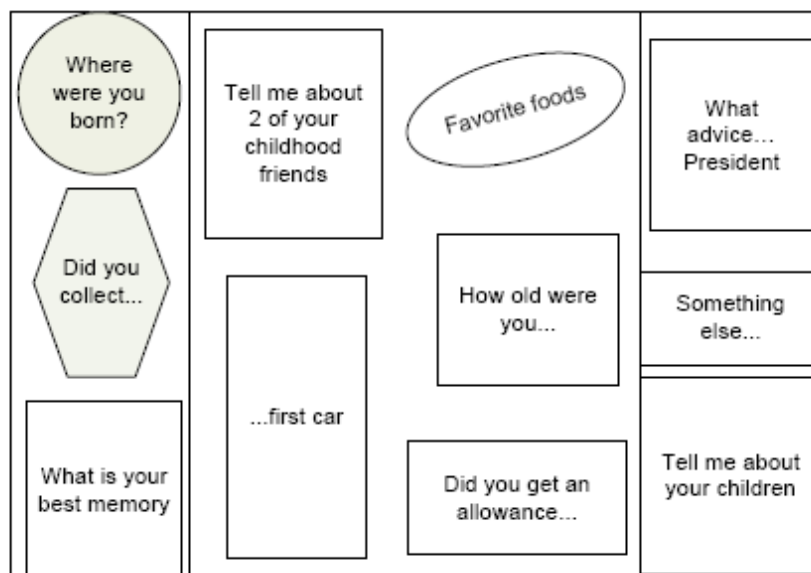 Where
were you
born?
Did you
collect...
What is your
best memory
Tell me about
2 of your
childhood
friends
...first car
Favorite foods
How old were
you...
Did you get an
allowance...
What
advice...
President
Something
else...
Tell me about
your children